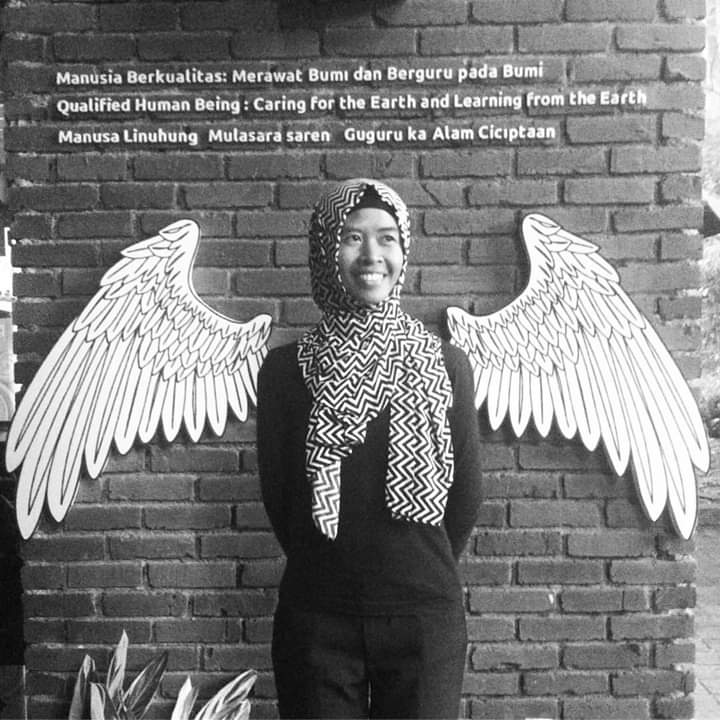 Manusia Berkualitas: Merawat Bumi dan Berguru pada Bumi
Qualified Human Being : Caring for the Earth and Learning from the Earth
Manusa Linuhung Mulasara saren Guguru ka Alam Ciciptaan